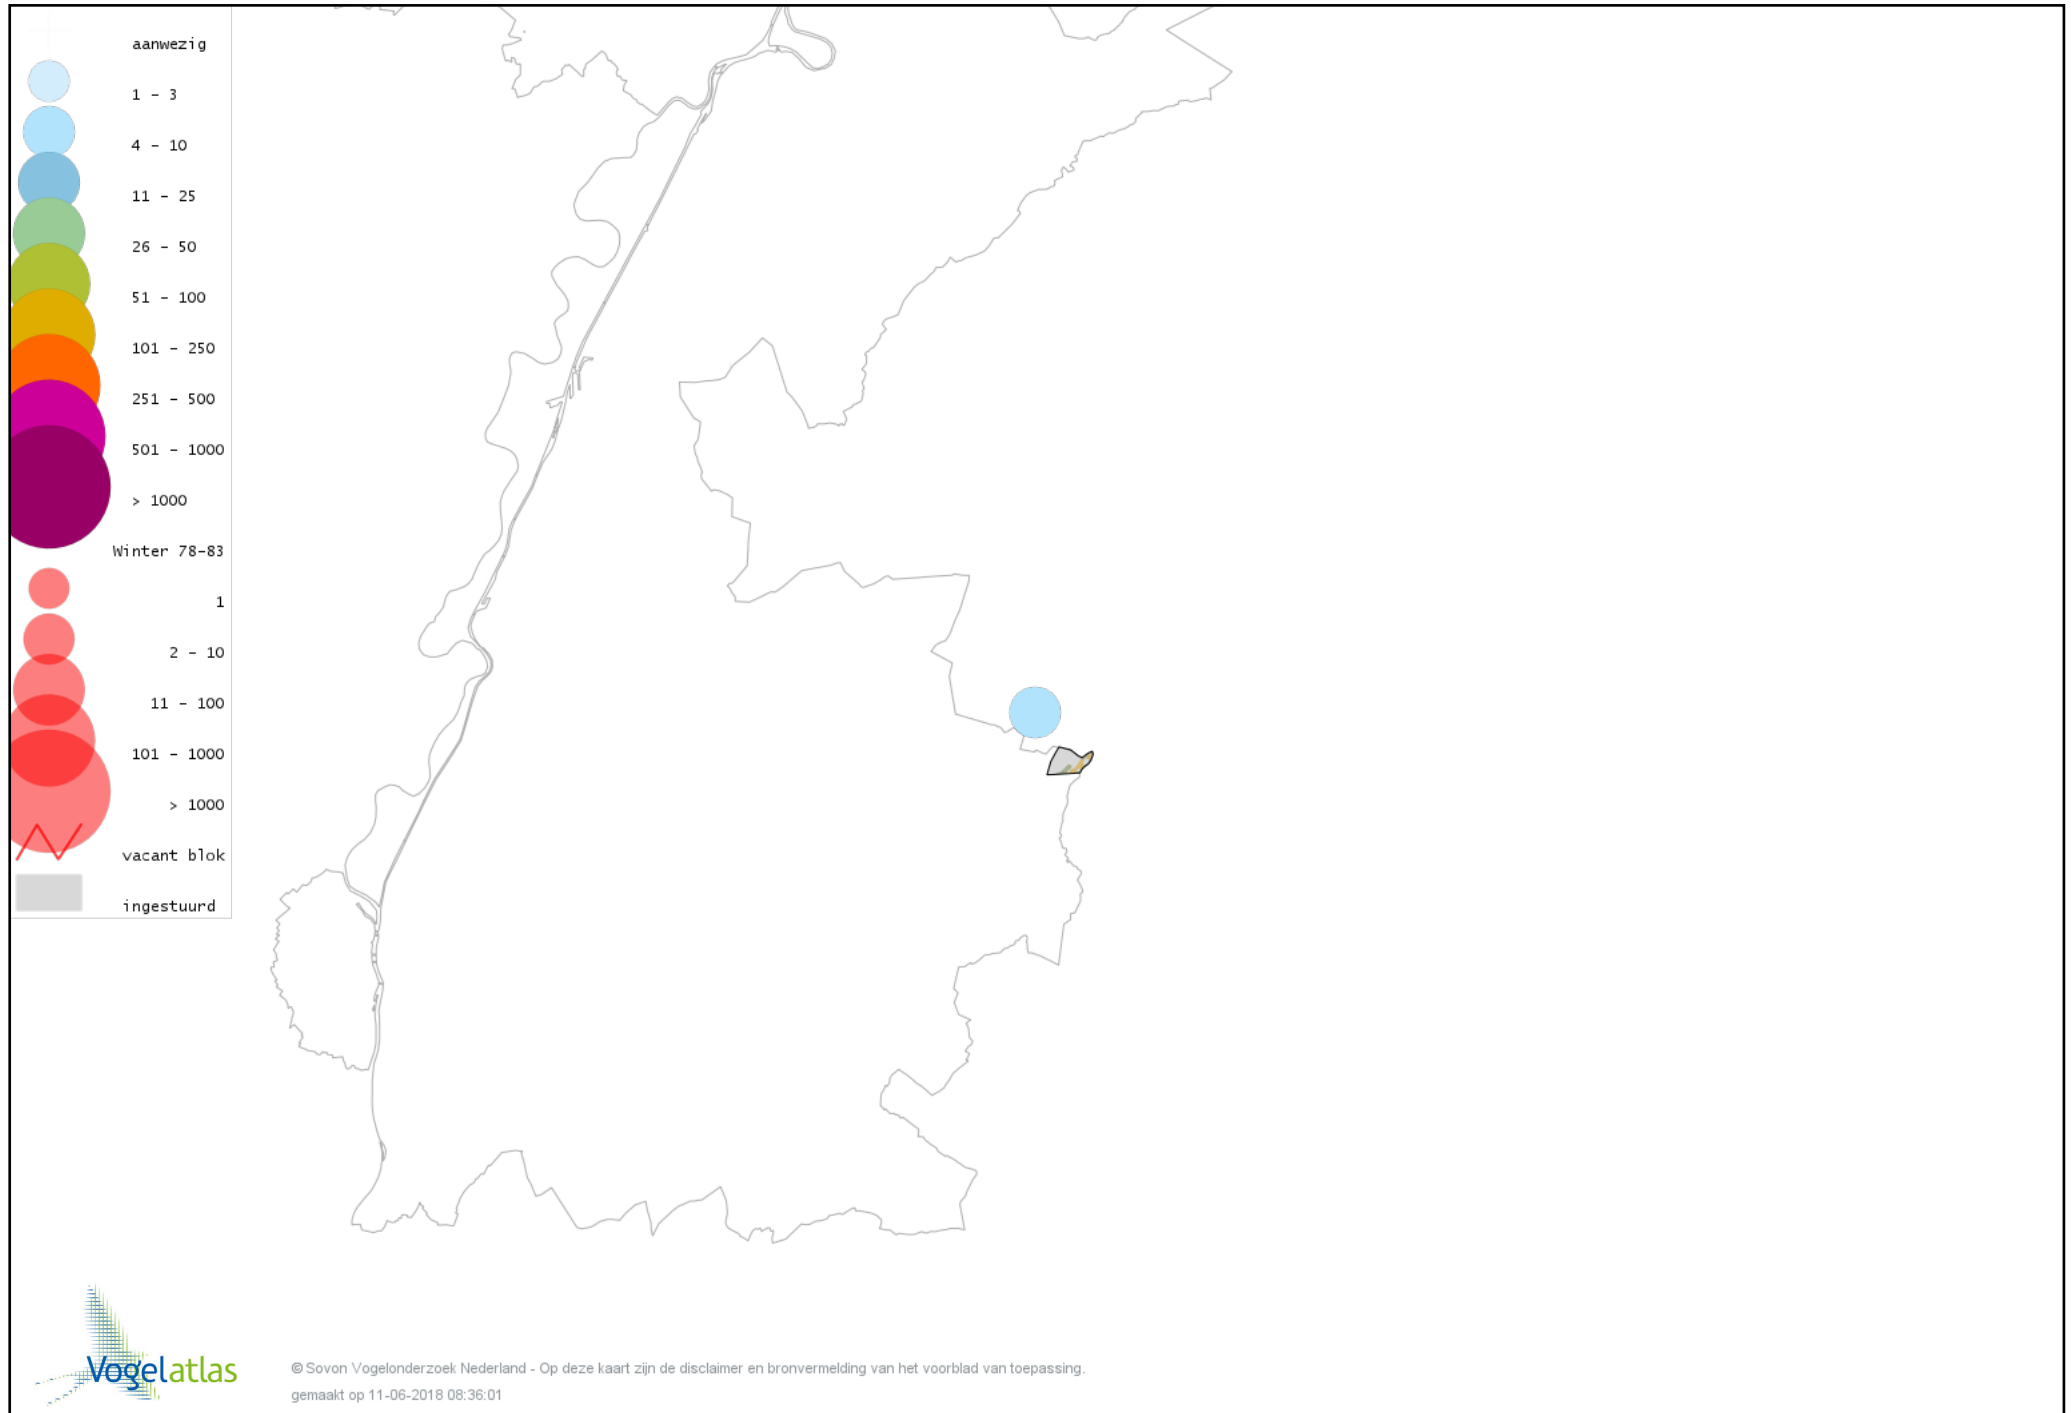 aanwezig
1 - 3
4 - 10
11 - 25
26 - 50
51 - 100
101 - 250
251 - 500
501 - 1000
> 1000
Winter 78-83
1
2 - 10
11 - 100
101 - 1000
> 1000
vacant blok
ingestuurd
Vogelatlas
© Sovon Vogelonderzoek Nederland - Op deze kaart zijn de disclaimer en bronvermelding van het voorblad van toepassing.
gemaakt op 11-06-2018 08:36:01